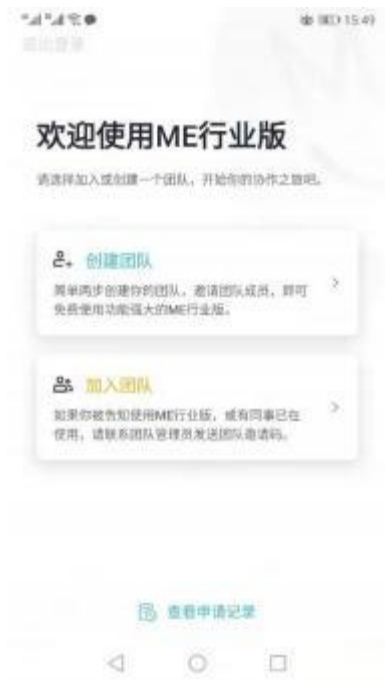 15:49
退出登录
欢迎使用ME行业版
请选择加入或创建一个团队，开始你的协作之旅吧。
创建团队
简单两步创建你的团队，邀请团队成员，即可
免费使用功能强大的ME行业版。
加入团队
如果你被告知使用ME行业版，或有同事已在
使用，请联系团队管理员发送团队邀请码。
查看申请记录